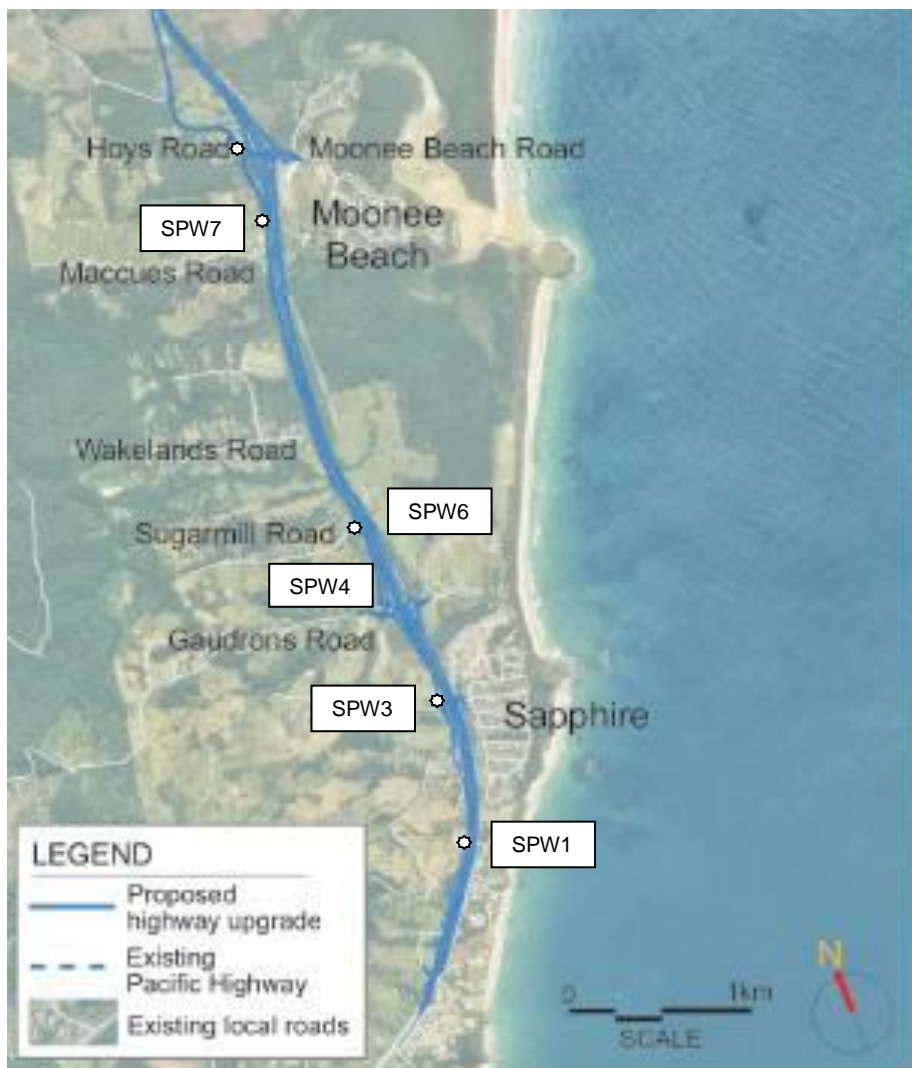 Hoys Road
Moonee Beach Road
SPW7
Moonee
Beach
Maccues Road
Wakelands Road
SPW6
Sugarmill Road
SPW4
Gaudrons Road
SPW3
Sapphire
SPW1
LEGEND
Proposed
highway upgrade
Existing
Pacific Highway
Existing local roads
N
0 1km
SCALE